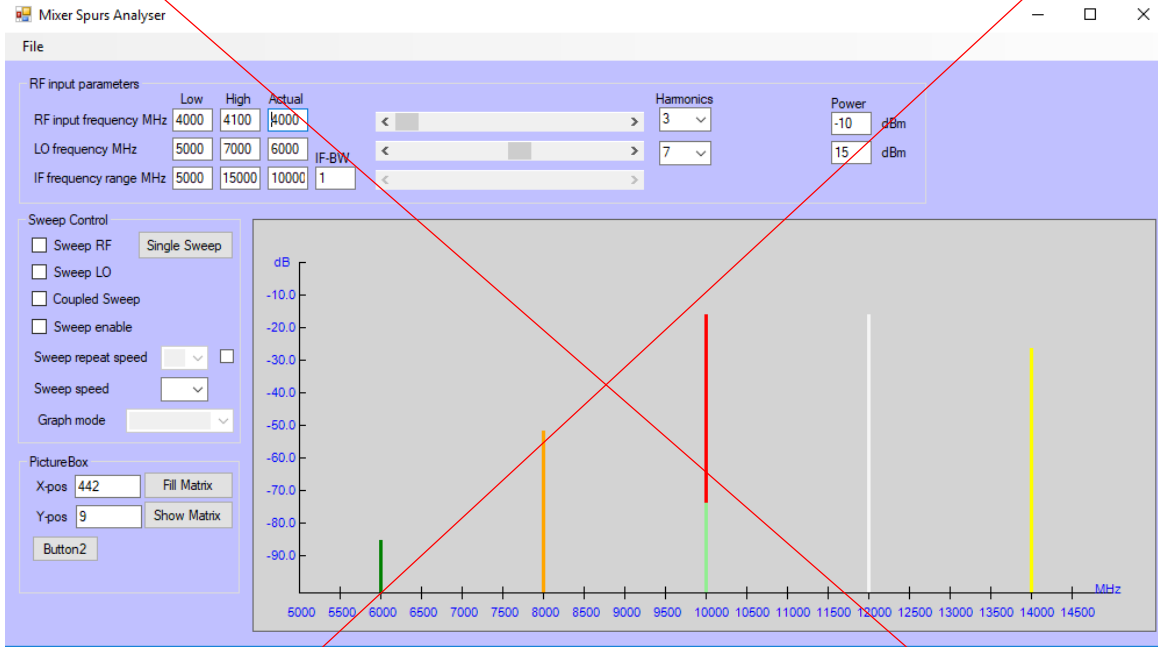 Mixer Spurs Analyser
File
RF input parameters
Low High Actual Harmonics Power
RF input frequency MHz 4000 4100 4000 3 -10 dBm
LO frequency MHz 5000 7000 6000 IF-BW 7 15 dBm
IF frequency range MHz 5000 15000 10000 1
Sweep Control
Sweep RF Single Sweep
Sweep LO
Coupled Sweep
Sweep enable
Sweep repeat speed
Sweep speed
Graph mode
PictureBox
X-pos 442 Fill Matrix
Y-pos 9 Show Matrix
Button2
dB
-10.0
-20.0
-30.0
-40.0
-50.0
-60.0
-70.0
-80.0
-90.0
MHz
5000 5500 6000 6500 7000 7500 8000 8500 9000 9500 10000 10500 11000 11500 12000 12500 13000 13500 14000 14500